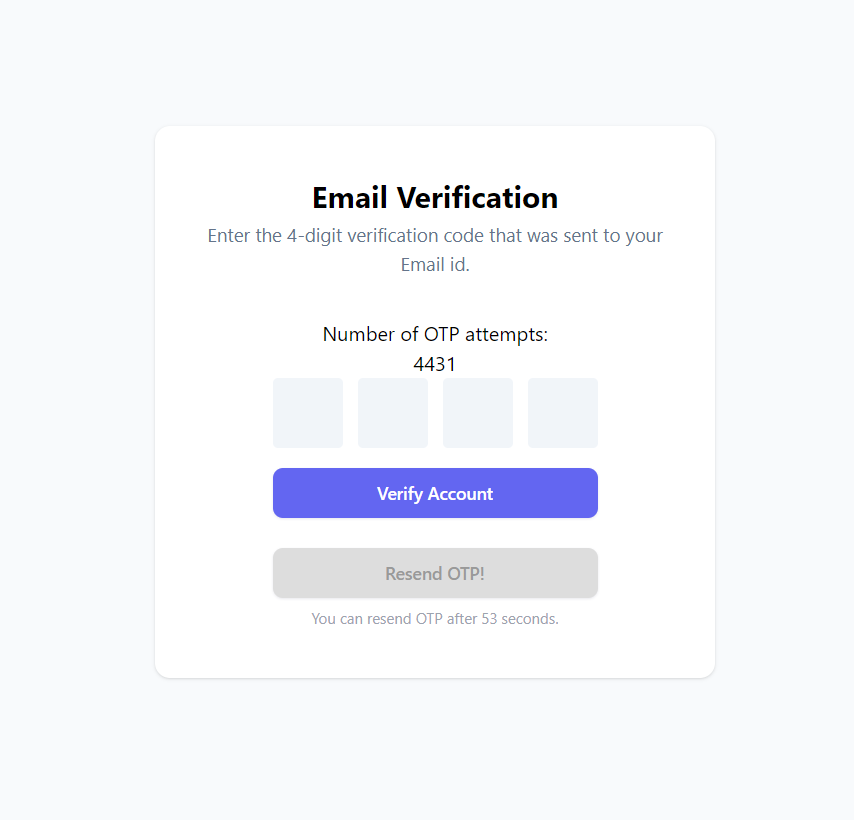 Email Verification
Enter the 4-digit verification code that was sent to your
Email id.
Number of OTP attempts:
4431
Verify Account
Resend OTP!
You can resend OTP after 53 seconds.